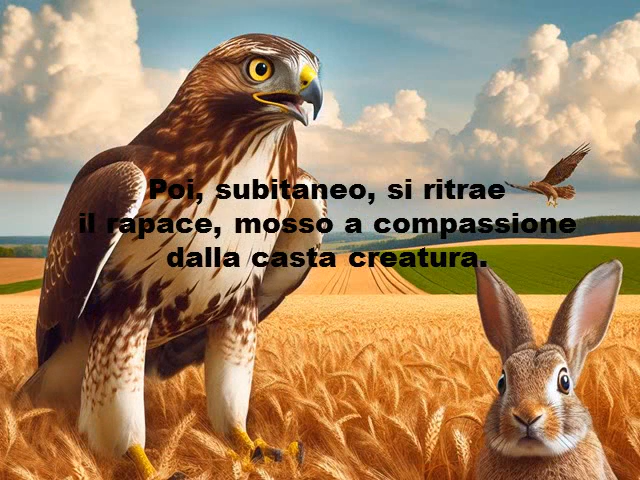 Poi, subitaneo, si ritrae
il rapace, mosso a compassione
dalla casta creatura.